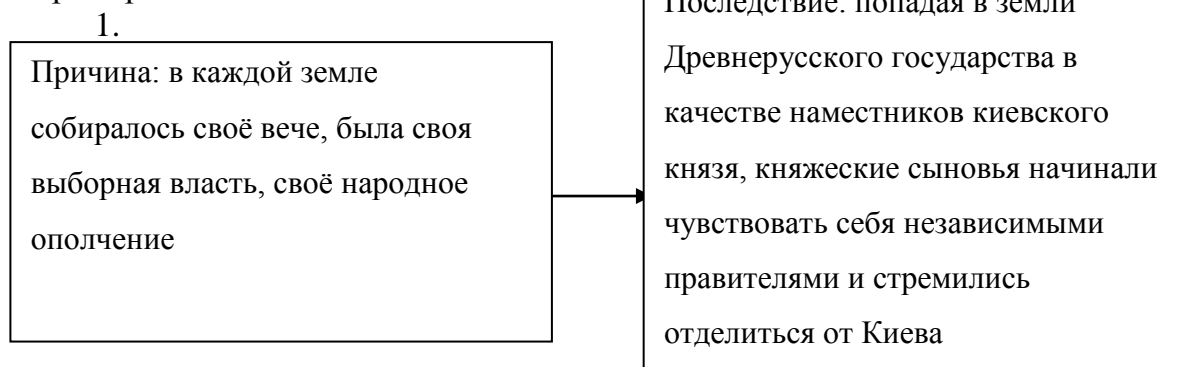 1.
Причина: в каждой земле
собиралось своё вече, была своя
выборная власть, своё народное
ополчение
Последствие: попадая в земли
Древнерусского государства в
качестве наместников киевского
князя, княжеские сыновья начинали
чувствовать себя независимыми
правителями и стремились
отделиться от Киева